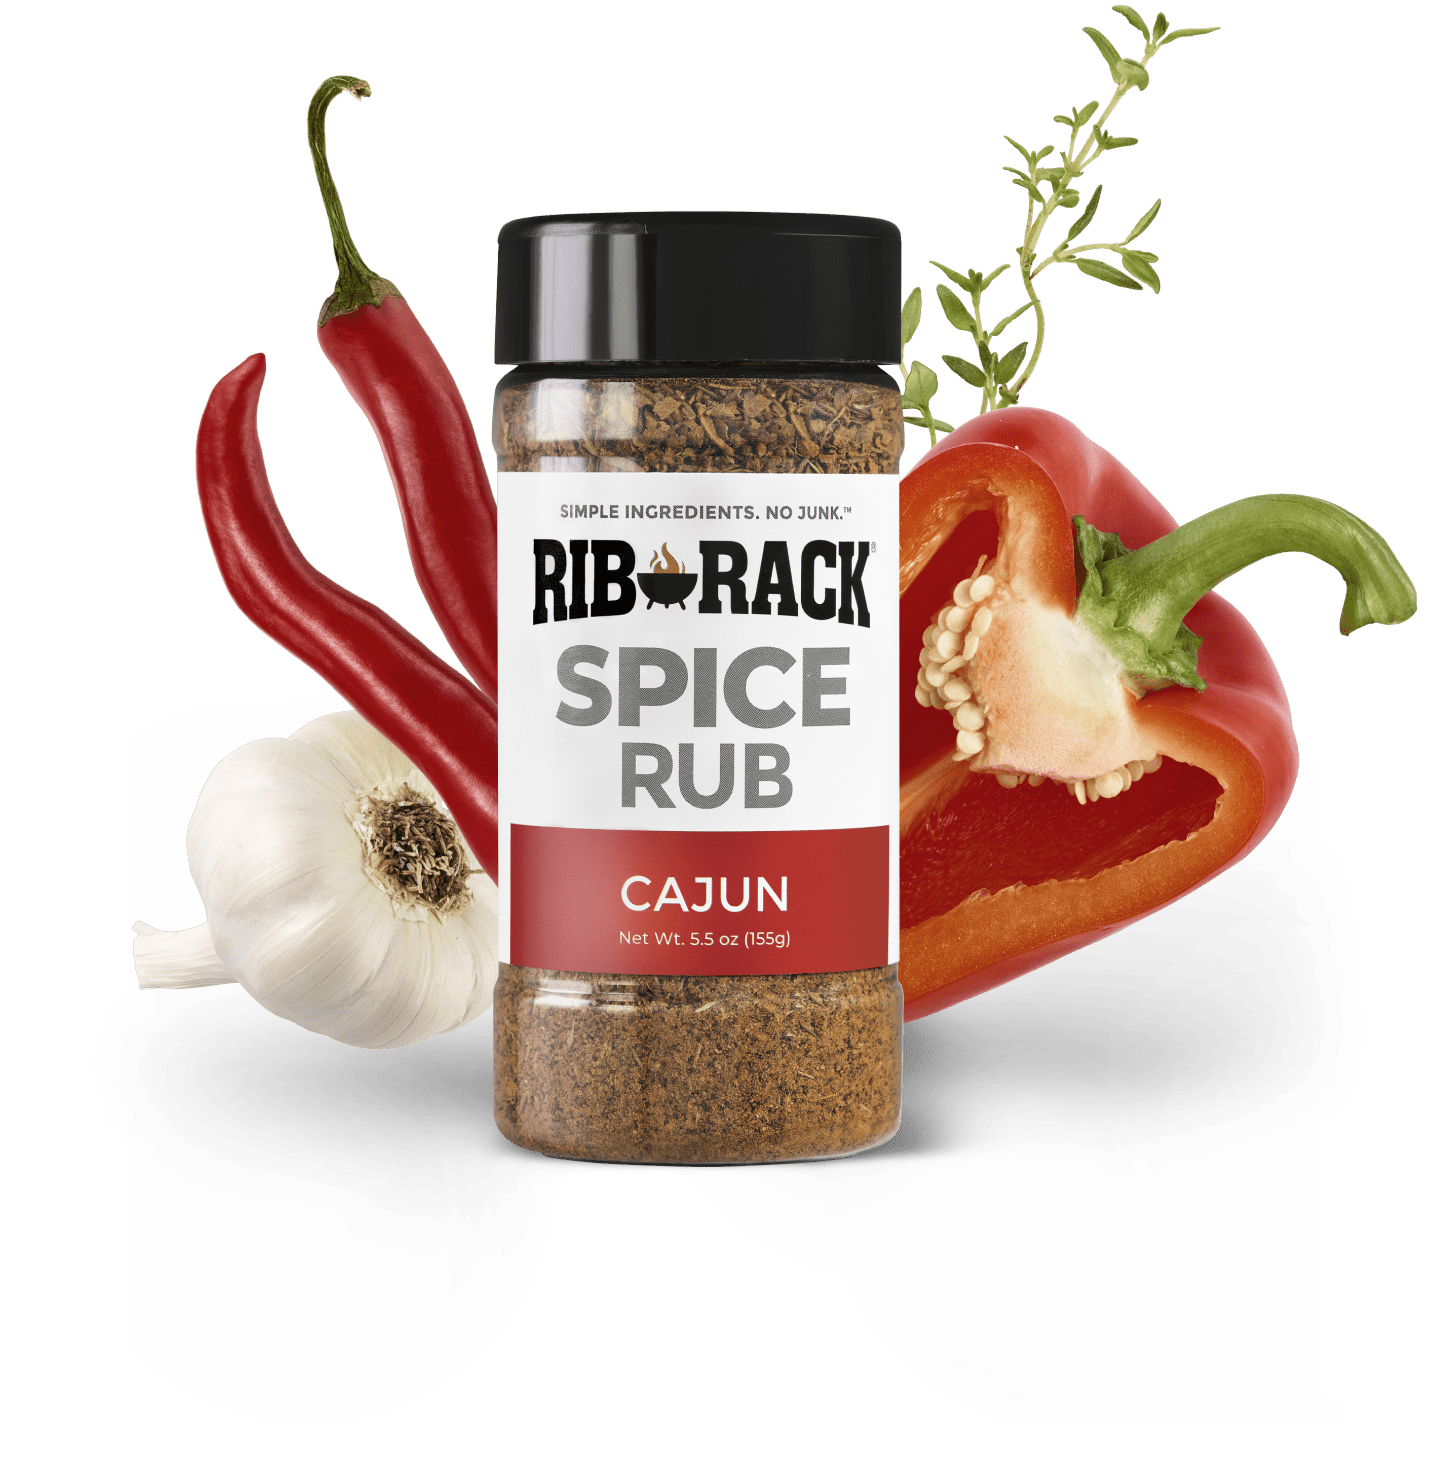 SIMPLE INGREDIENTS. NO JUNK.™
RIB RACK®
SPICE
RUB
CAJUN
Net Wt. 5.5 oz (155g)